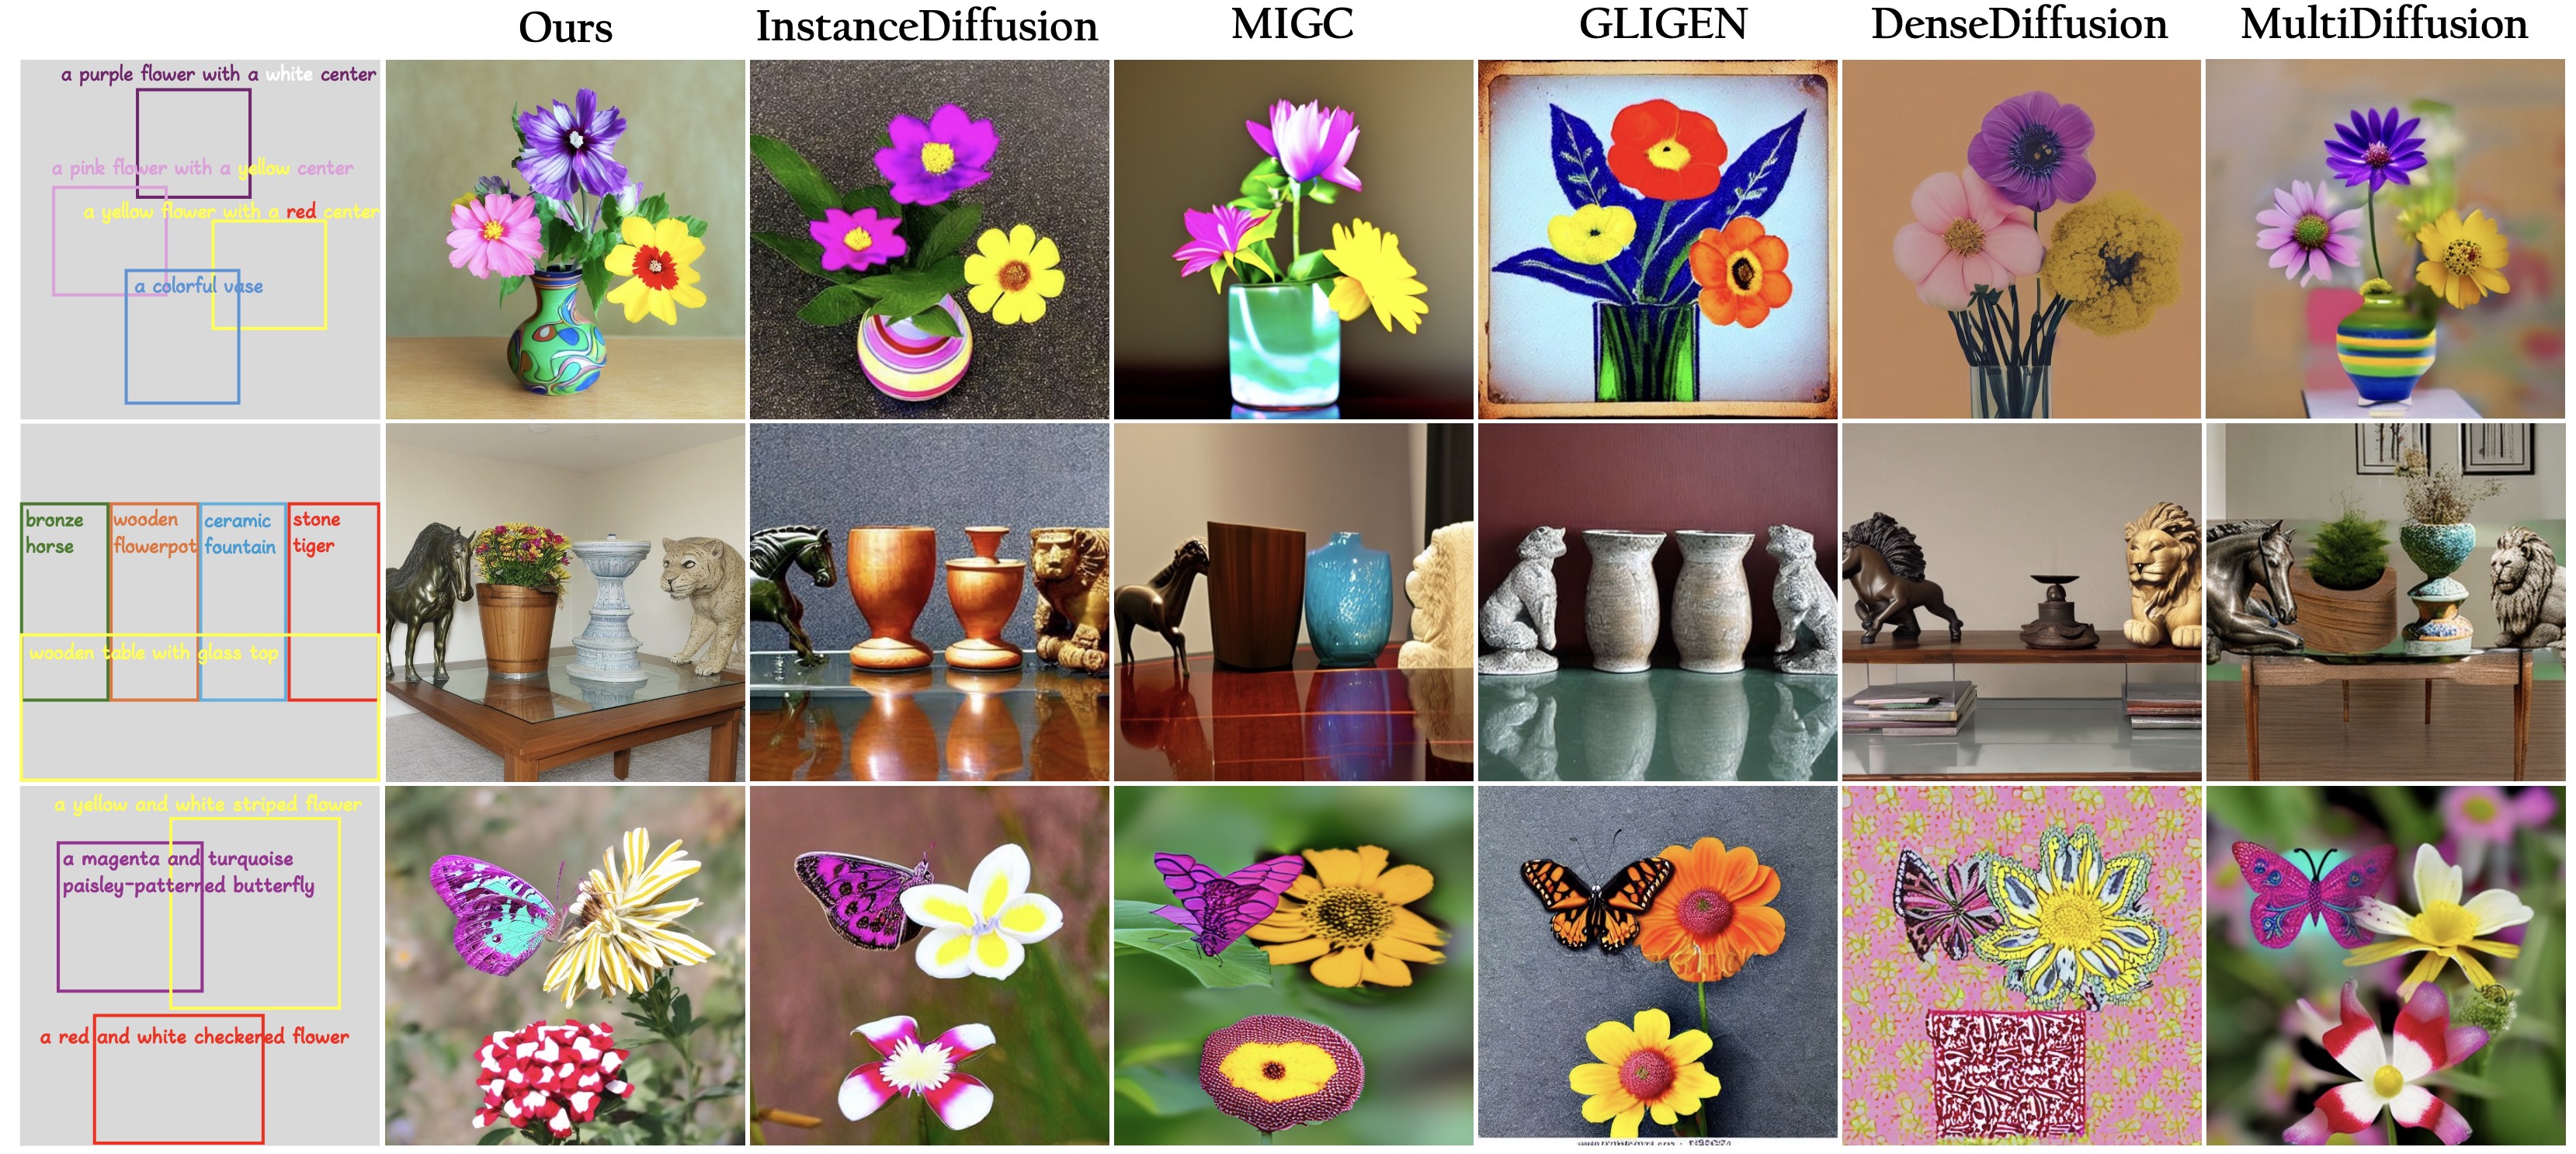 Ours InstanceDiffusion MIGC GLIGEN DenseDiffusion MultiDiffusion
a purple flower with a white center
a pink flower with a yellow center
a yellow flower with a red center
a colorful vase
bronze horse
wooden flowerpot
ceramic fountain
stone tiger
wooden table with glass top
a yellow and white striped flower
a magenta and turquoise
paisley-patterned butterfly
a red and white checkered flower